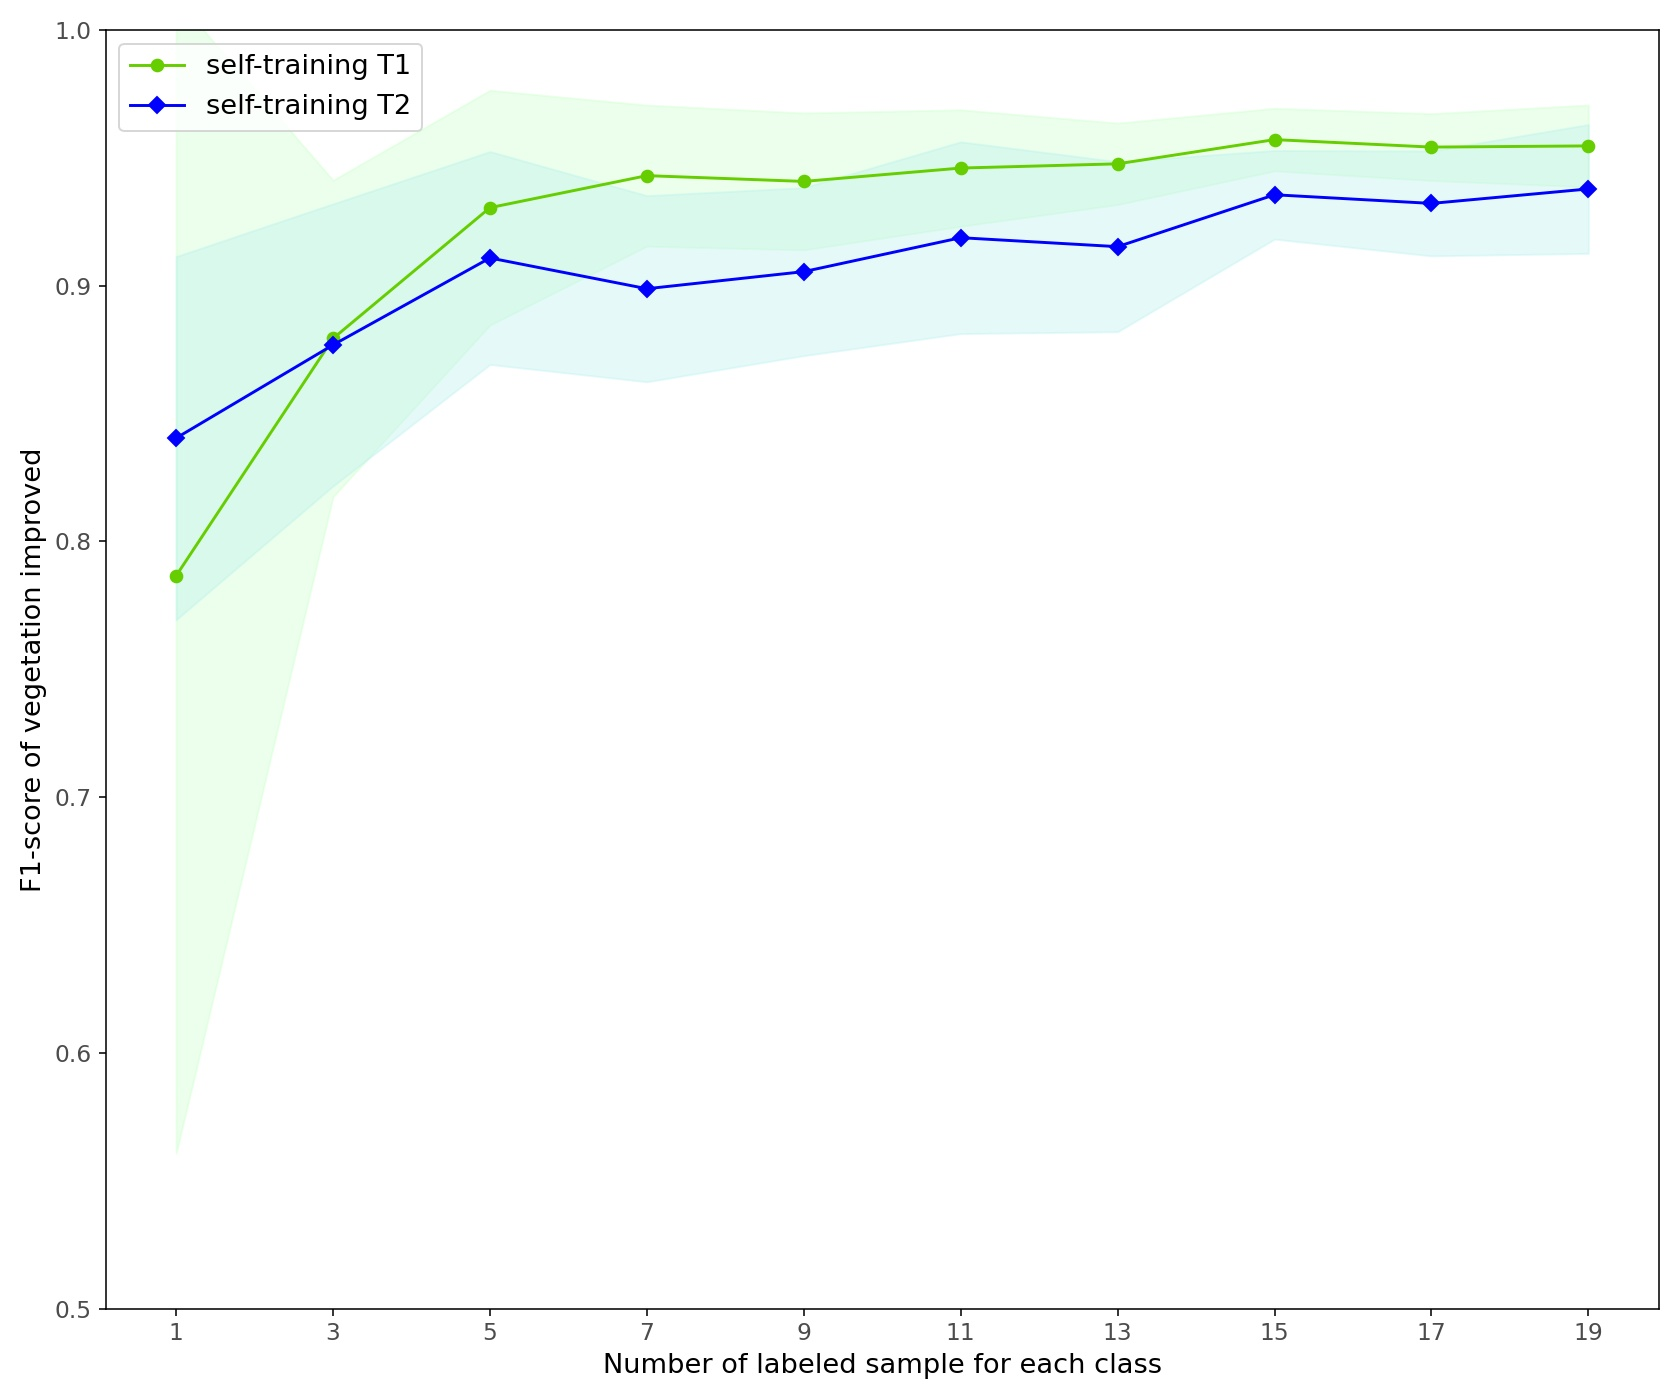 self-training T1
self-training T2
F1-score of vegetation improved
1.0
0.9
0.8
0.7
0.6
0.5
1 3 5 7 9 11 13 15 17 19
Number of labeled sample for each class